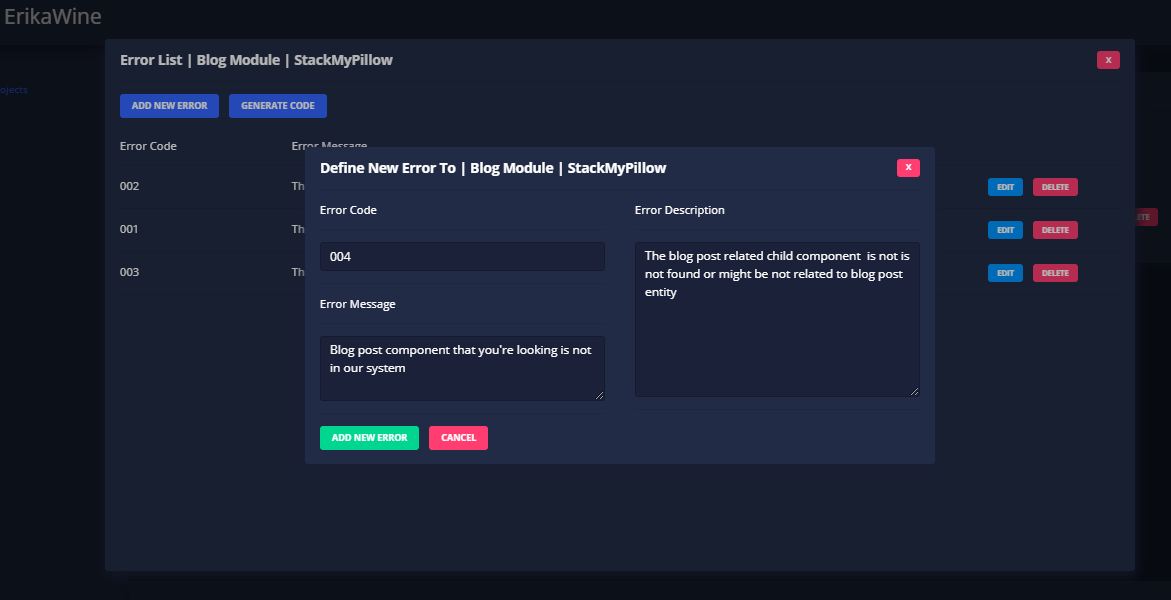 ErikaWine
Error List | Blog Module | StackMyPillow
X
ojects
ADD NEW ERROR
GENERATE CODE
Error Code
Error Message
Define New Error To | Blog Module | StackMyPillow
X
002
Th
EDIT
DELETE
Error Code
Error Description
001
Th
EDIT
DELETE
004
The blog post related child component  is not is
not found or might be not related to blog post
entity
003
Th
EDIT
DELETE
Error Message
Blog post component that you're looking is not
in our system
ADD NEW ERROR
CANCEL